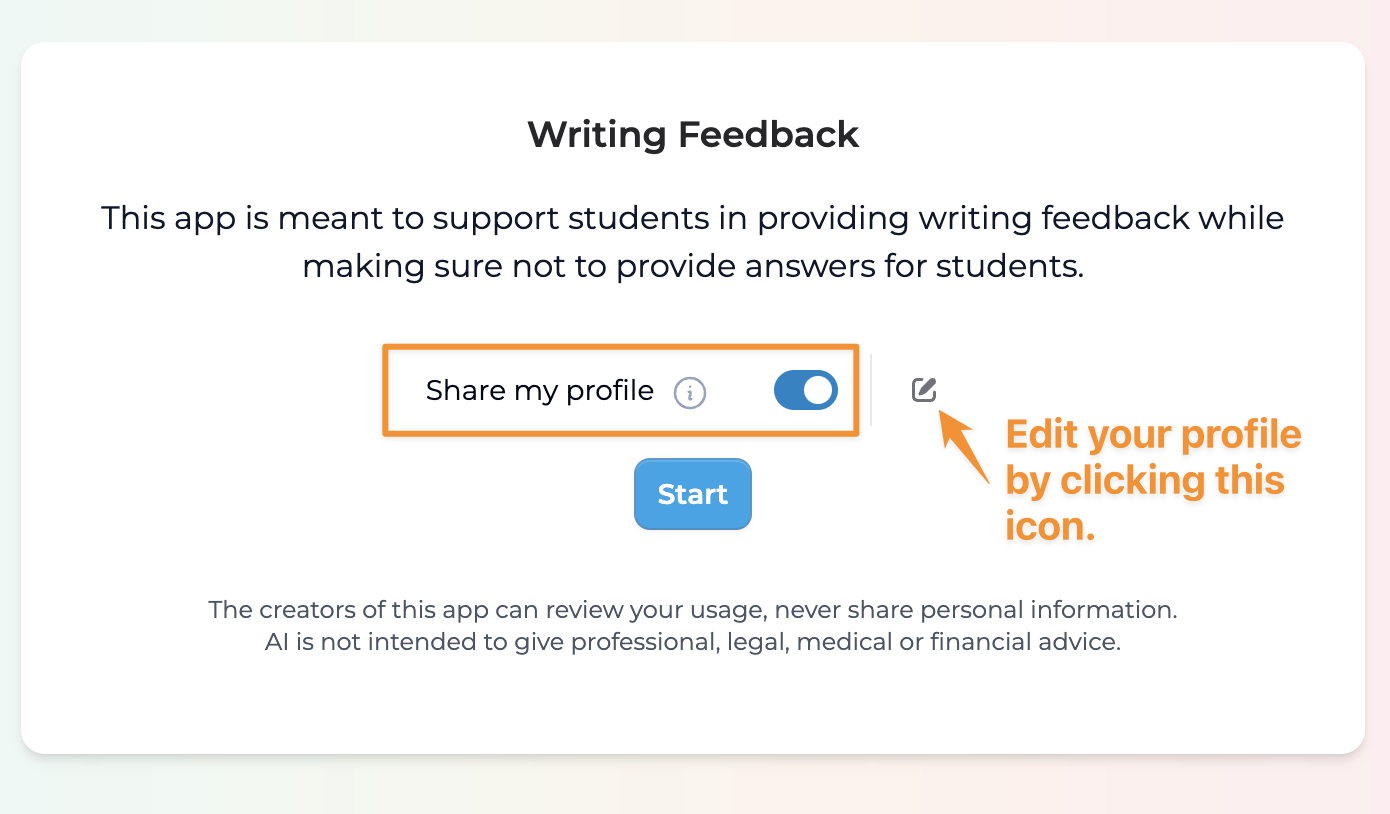 Writing Feedback
This app is meant to support students in providing writing feedback while
making sure not to provide answers for students.
Share my profile i
Start
Edit your profile
by clicking this
icon.
The creators of this app can review your usage, never share personal information.
AI is not intended to give professional, legal, medical or financial advice.